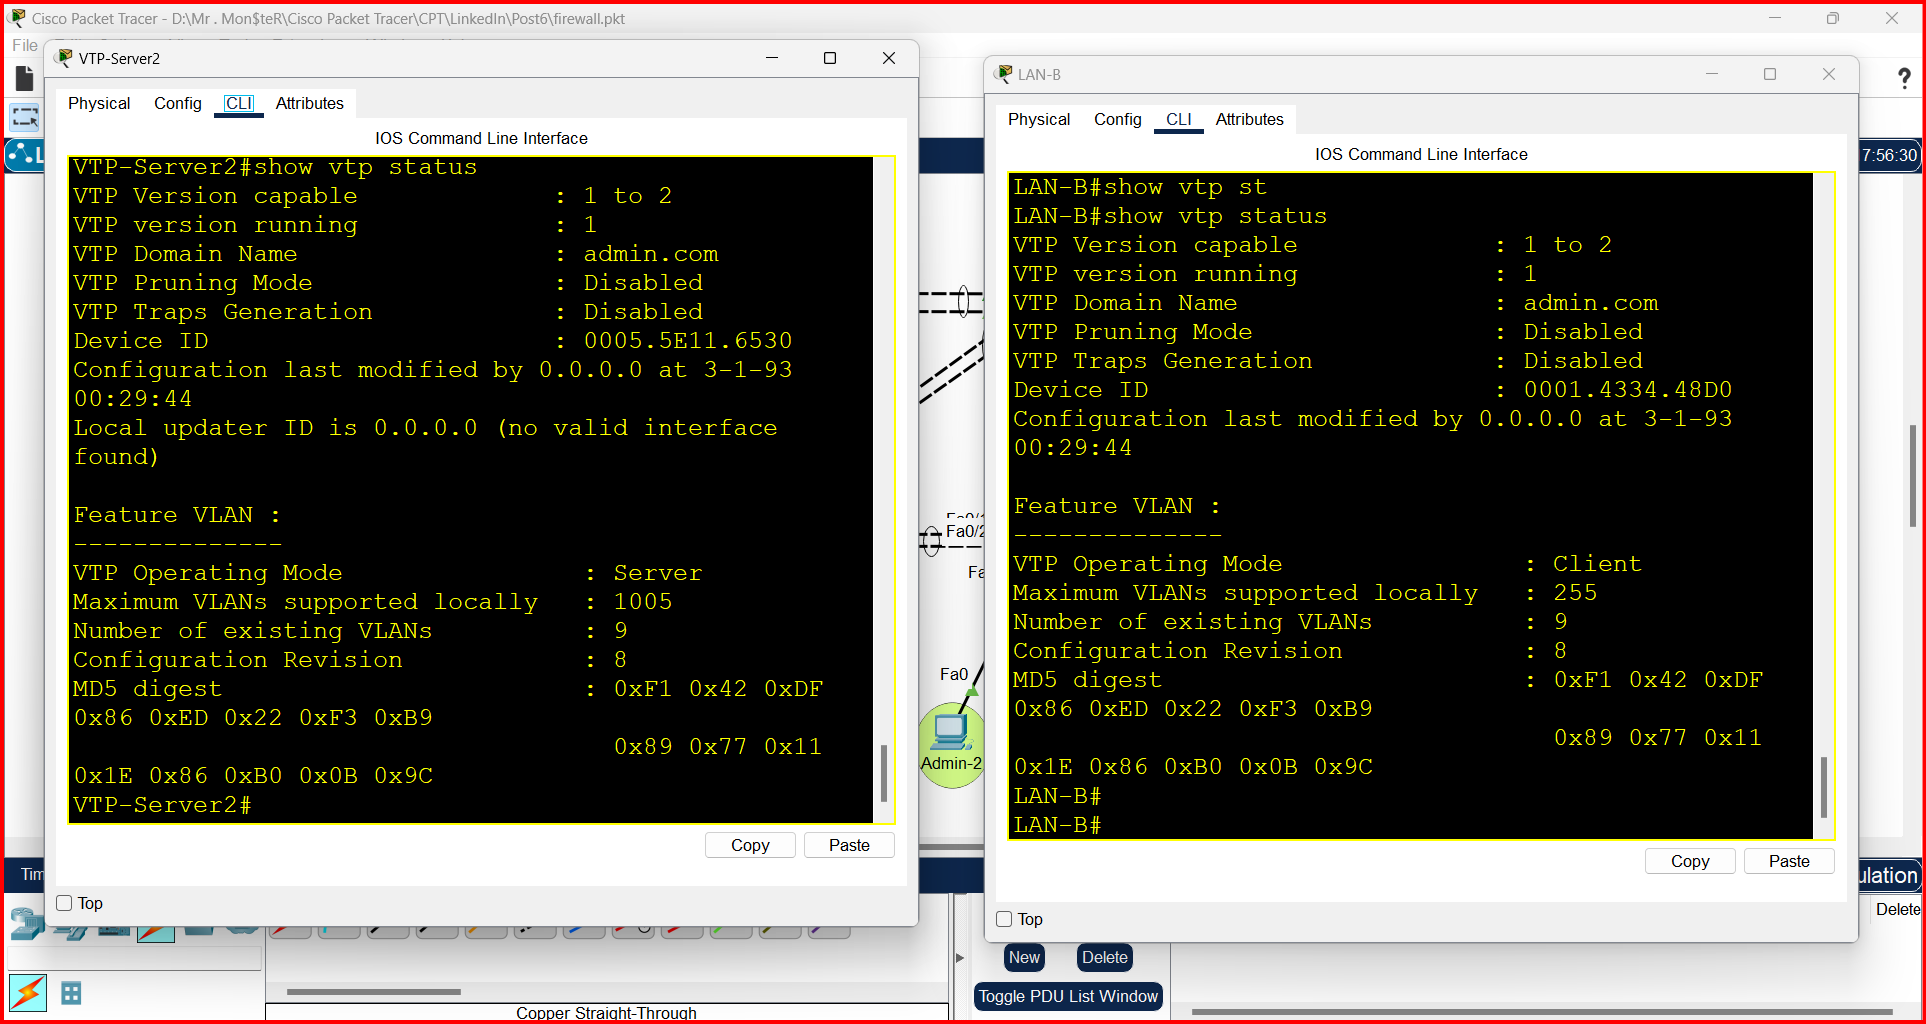 Cisco Packet Tracer - D:\Mr . Mon$teR\Cisco Packet Tracer\CPT\LinkedIn\Post6\firewall.pkt
File
VTP-Server2
Physical Config CLI Attributes
IOS Command Line Interface
VTP-Server2#show vtp status
VTP Version capable : 1 to 2
VTP version running : 1
VTP Domain Name : admin.com
VTP Pruning Mode : Disabled
VTP Traps Generation : Disabled
Device ID : 0005.5E11.6530
Configuration last modified by 0.0.0.0 at 3-1-93
00:29:44
Local updater ID is 0.0.0.0 (no valid interface
found)
Feature VLAN :
--------------
VTP Operating Mode : Server
Maximum VLANs supported locally : 1005
Number of existing VLANs : 9
Configuration Revision : 8
MD5 digest : 0xF1 0x42 0xDF
0x86 0xED 0x22 0xF3 0xB9
0x89 0x77 0x11
0x1E 0x86 0xB0 0x0B 0x9C
VTP-Server2#
Copy Paste
Top
LAN-B
Physical Config CLI Attributes
IOS Command Line Interface
LAN-B#show vtp st
LAN-B#show vtp status
VTP Version capable : 1 to 2
VTP version running : 1
VTP Domain Name : admin.com
VTP Pruning Mode : Disabled
VTP Traps Generation : Disabled
Device ID : 0001.4334.48D0
Configuration last modified by 0.0.0.0 at 3-1-93
00:29:44
Feature VLAN :
--------------
VTP Operating Mode : Client
Maximum VLANs supported locally : 255
Number of existing VLANs : 9
Configuration Revision : 8
MD5 digest : 0xF1 0x42 0xDF
0x86 0xED 0x22 0xF3 0xB9
0x89 0x77 0x11
0x1E 0x86 0xB0 0x0B 0x9C
LAN-B#
LAN-B#
Copy Paste
Top
?
7:56:30
L
Fa0/2
Fa
Fa0
Admin-2
Tim
ulation
Delete
New Delete
Toggle PDU List Window
Copper Straight-Through